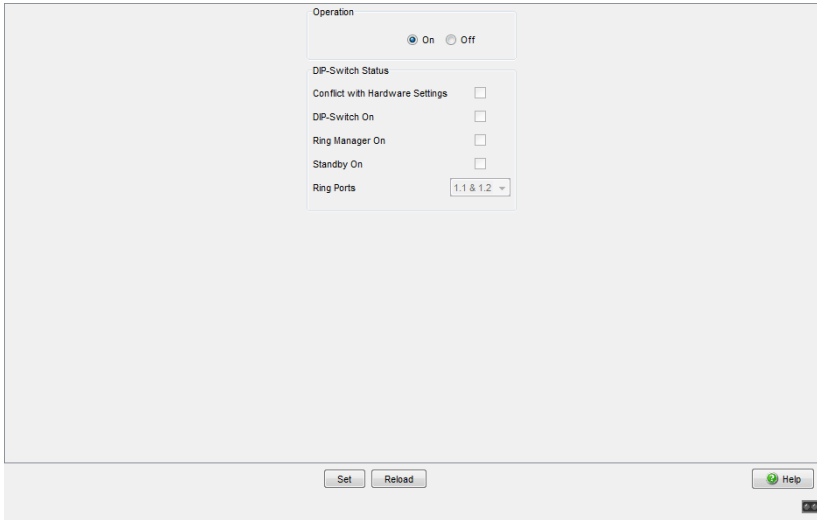 Operation
On Off
DIP-Switch Status
Conflict with Hardware Settings
DIP-Switch On
Ring Manager On
Standby On
Ring Ports 1.1 & 1.2
Set Reload Help